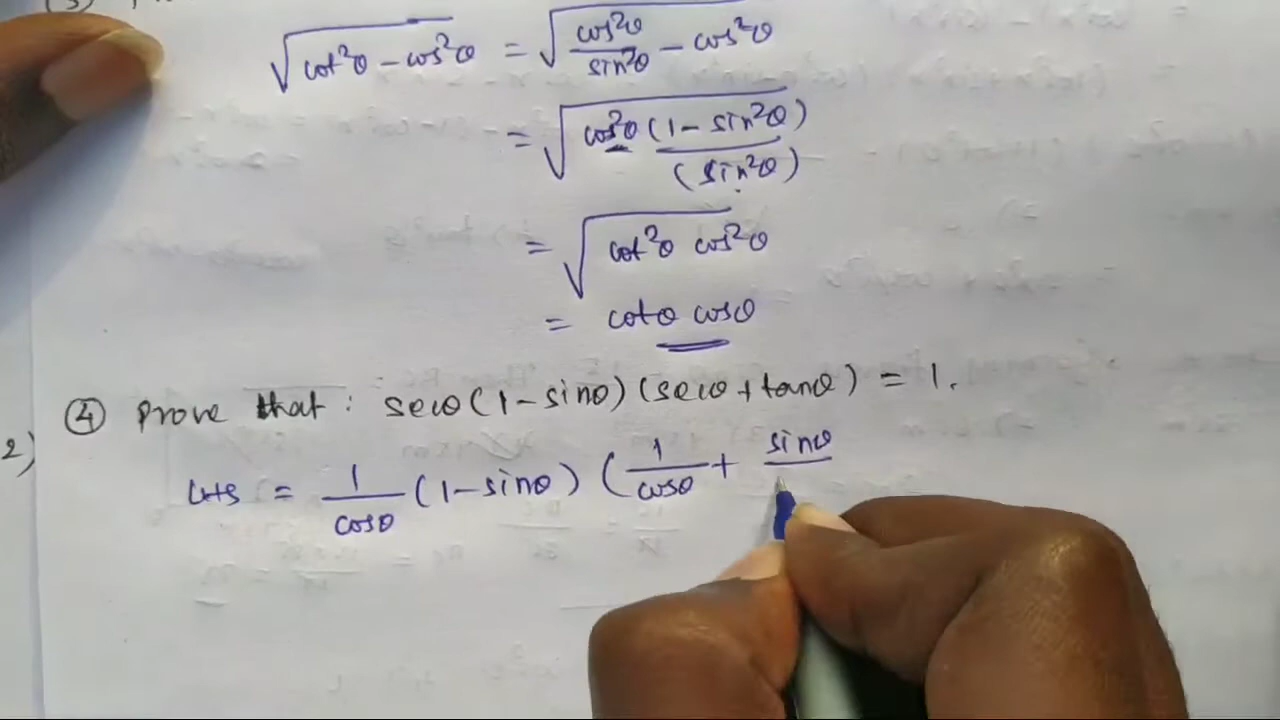 √(cot²θ - cos²θ) = √(cos²θ/sin²θ - cos²θ)
= √(cos²θ (1 - sin²θ)/(sin²θ))
= √(cot²θ cos²θ)
= cotθ cosθ
④ Prove that : secθ(1 - sinθ)(secθ + tanθ) = 1.
2)
LHS = 1/cosθ (1 - sinθ) (1/cosθ + sinθ/